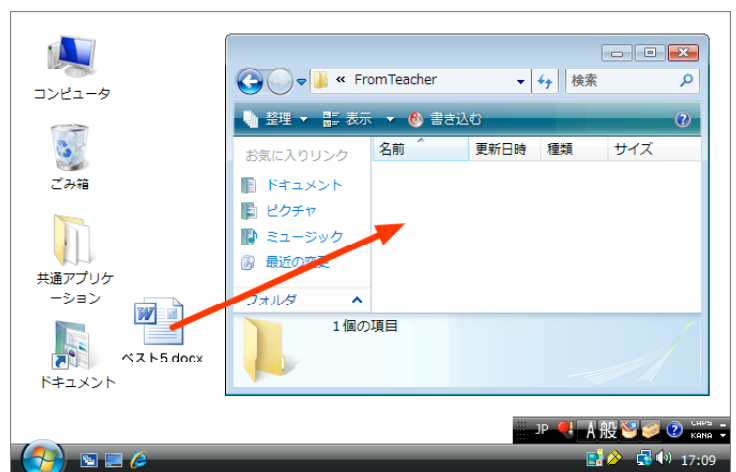 コンピュータ
ごみ箱
共通アプリケ
ーション
ドキュメント
ベスト5.docx
« FromTeacher
検索
整理
表示
書き込む
お気に入りリンク
名前
更新日時
種類
サイズ
ドキュメント
ピクチャ
ミュージック
最近の変更
フォルダ
1個の項目
JP
A般
CAPS
KANA
17:09